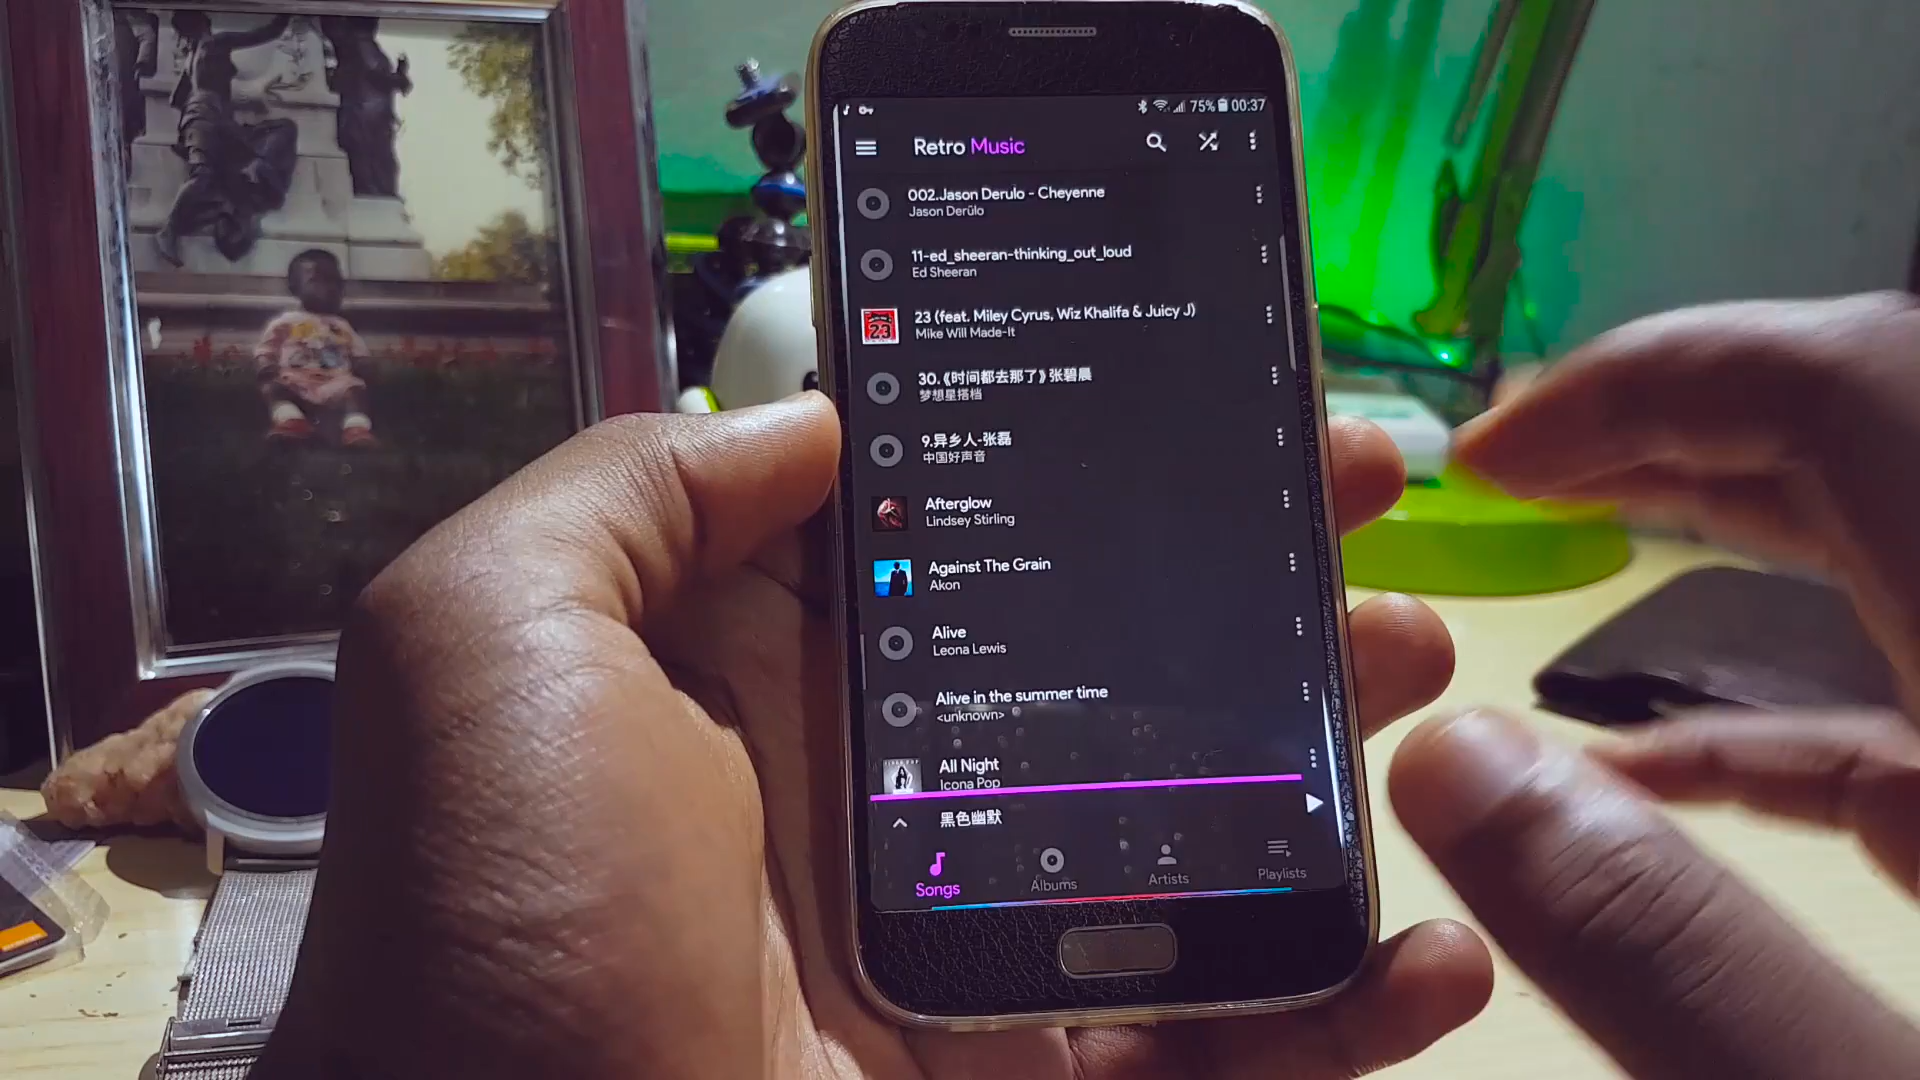 75% 00:37
Retro Music
002.Jason Derulo - Cheyenne
Jason Derülo
11-ed_sheeran-thinking_out_loud
Ed Sheeran
23 (feat. Miley Cyrus, Wiz Khalifa & Juicy J)
Mike Will Made-It
23
30.《时间都去那了》张碧晨
梦想星搭档
9.异乡人-张磊
中国好声音
Afterglow
Lindsey Stirling
Against The Grain
Akon
Alive
Leona Lewis
Alive in the summer time
<unknown>
All Night
Icona Pop
黑色幽默
Songs
Albums
Artists
Playlists